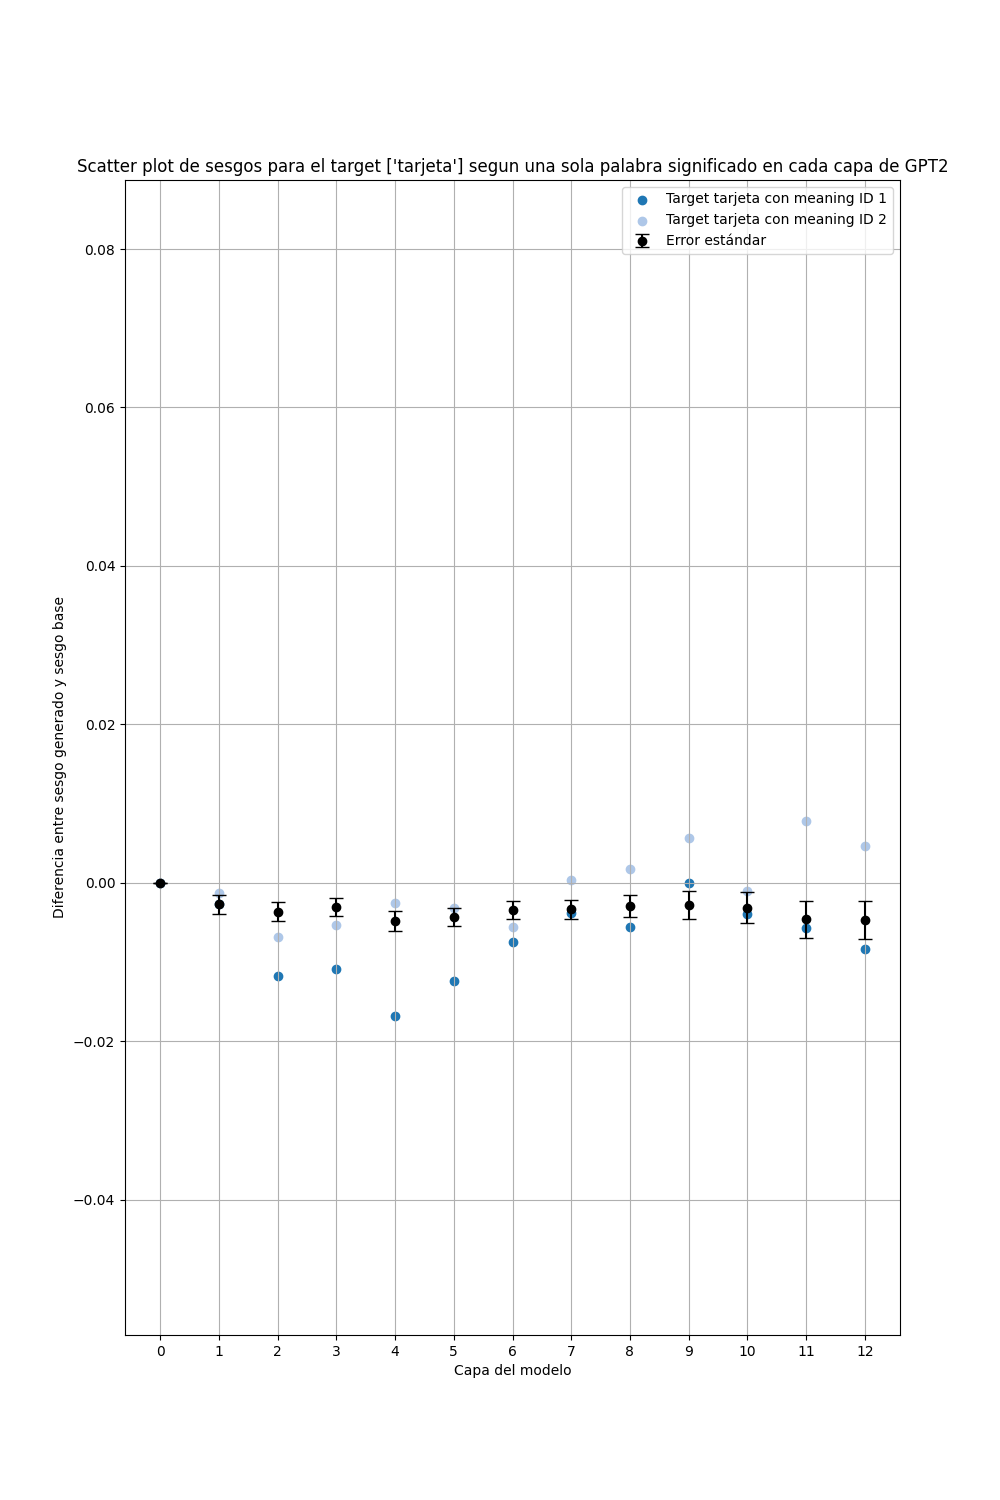 Scatter plot de sesgos para el target ['tarjeta'] segun una sola palabra significado en cada capa de GPT2
Target tarjeta con meaning ID 1
Target tarjeta con meaning ID 2
Error estándar
Diferencia entre sesgo generado y sesgo base
0.08
0.06
0.04
0.02
0.00
−0.02
−0.04
0 1 2 3 4 5 6 7 8 9 10 11 12
Capa del modelo